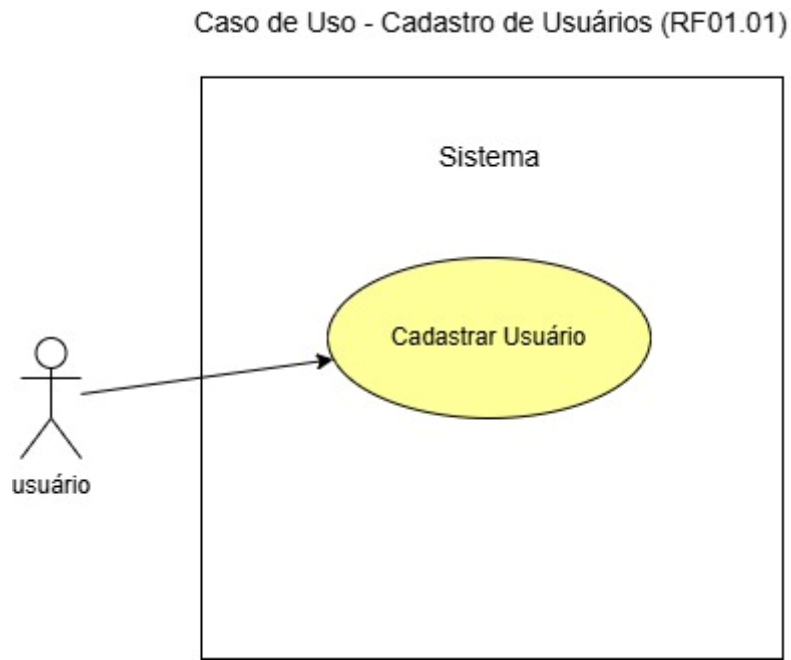 Caso de Uso - Cadastro de Usuários (RF01.01)
Sistema
Cadastrar Usuário
usuário